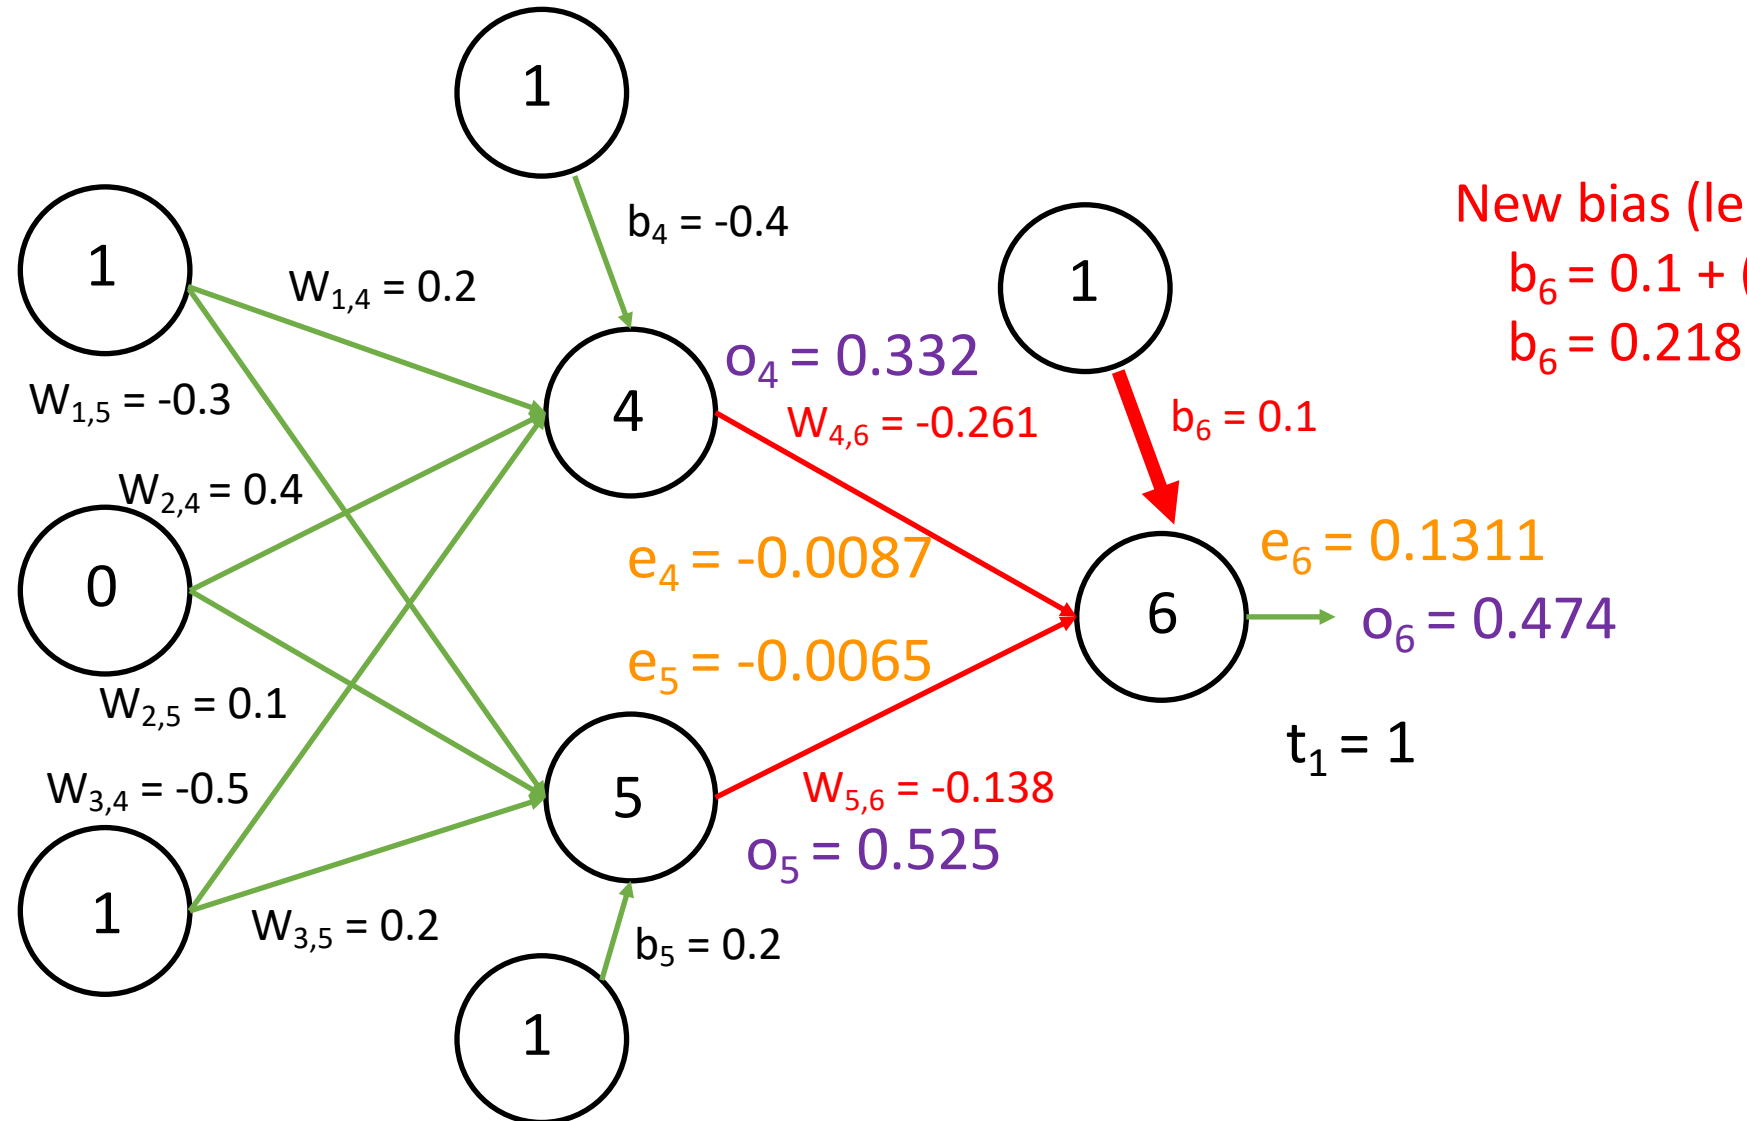 1
b4 = -0.4
1
W1,4 = 0.2
1
New bias (le
b6 = 0.1 + (
b6 = 0.218
W1,5 = -0.3
4
o4 = 0.332
W4,6 = -0.261
b6 = 0.1
W2,4 = 0.4
0
e4 = -0.0087
6
e6 = 0.1311
o6 = 0.474
e5 = -0.0065
W2,5 = 0.1
t1 = 1
W3,4 = -0.5
5
W5,6 = -0.138
o5 = 0.525
1
W3,5 = 0.2
b5 = 0.2
1